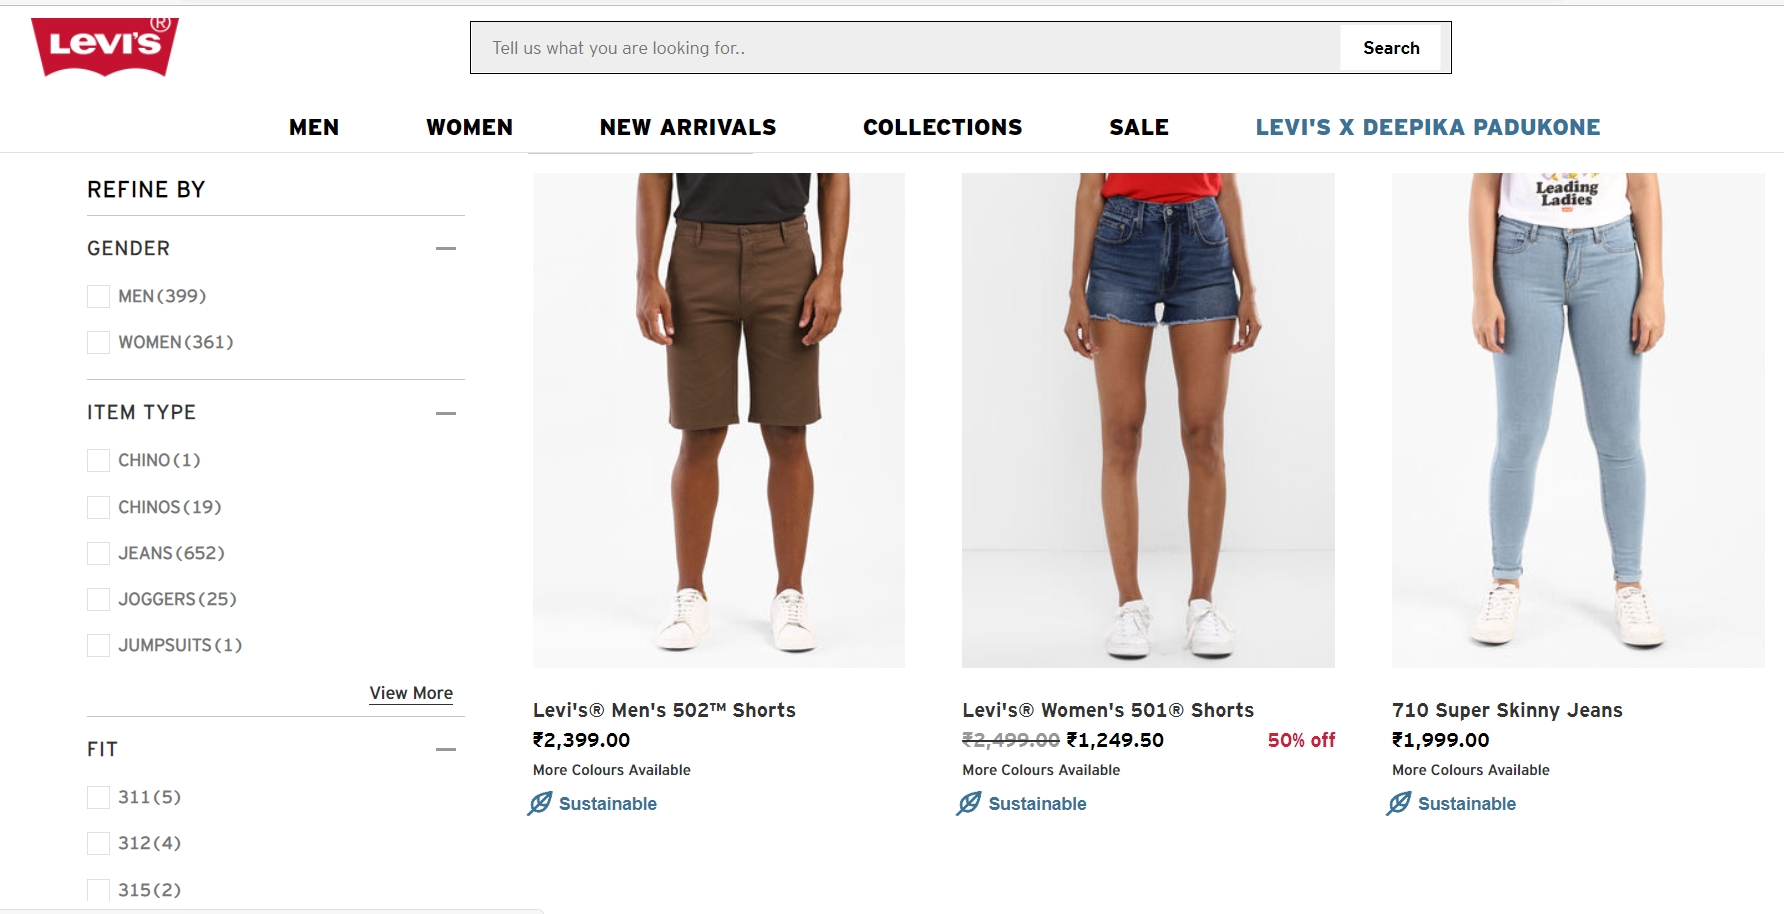 LEVI'S®
Tell us what you are looking for..
Search
MEN
WOMEN
NEW ARRIVALS
COLLECTIONS
SALE
LEVI'S X DEEPIKA PADUKONE
REFINE BY
GENDER
MEN(399)
WOMEN(361)
ITEM TYPE
CHINO(1)
CHINOS(19)
JEANS(652)
JOGGERS(25)
JUMPSUITS(1)
View More
FIT
311(5)
312(4)
315(2)
Levi's® Men's 502™ Shorts
₹2,399.00
More Colours Available
Sustainable
Levi's® Women's 501® Shorts
₹2,499.00 ₹1,249.50 50% off
More Colours Available
Sustainable
Leading
Ladies
710 Super Skinny Jeans
₹1,999.00
More Colours Available
Sustainable